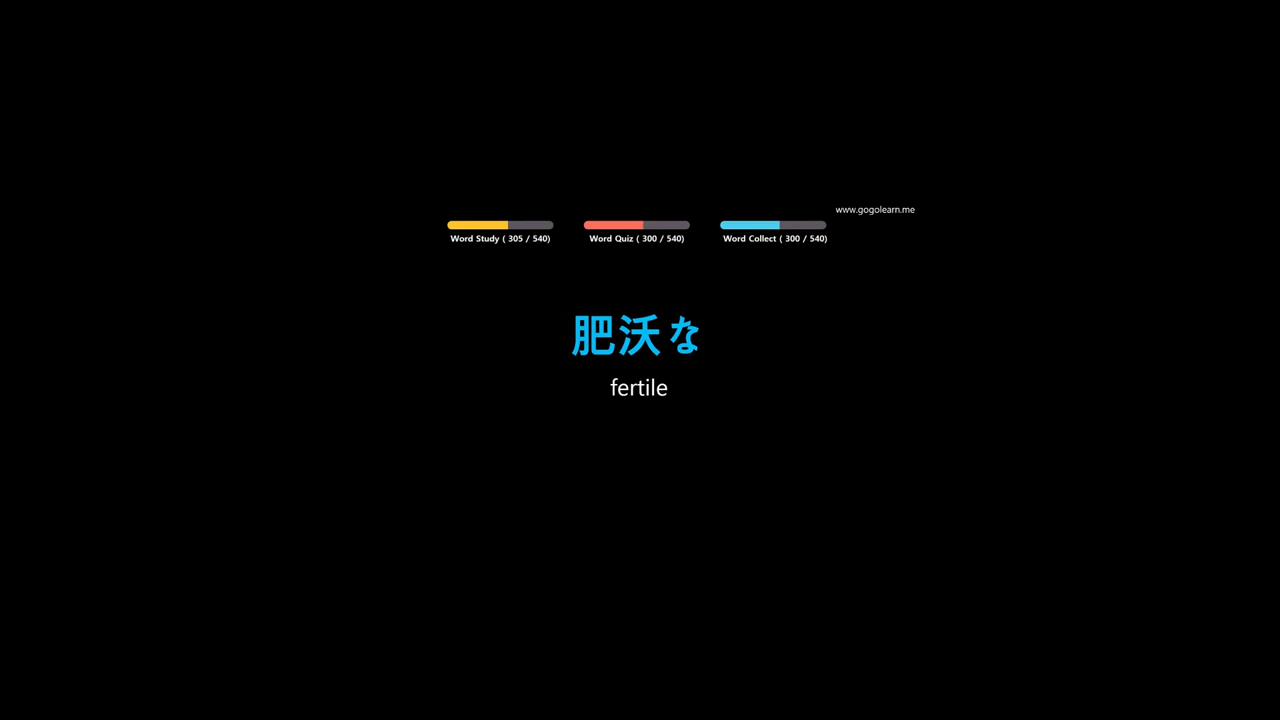 www.gogolearn.me
Word Study ( 305 / 540)
Word Quiz ( 300 / 540)
Word Collect ( 300 / 540)
肥沃な
fertile